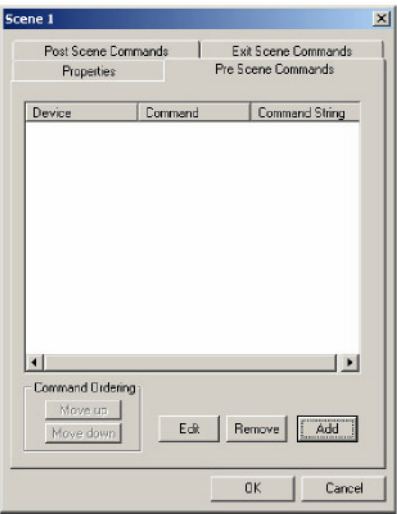 Scene 1
Post Scene Commands Exit Scene Commands
Properties Pre Scene Commands
Device Command Command String
Command Ordering
Move up
Move down Edit Remove Add
OK Cancel